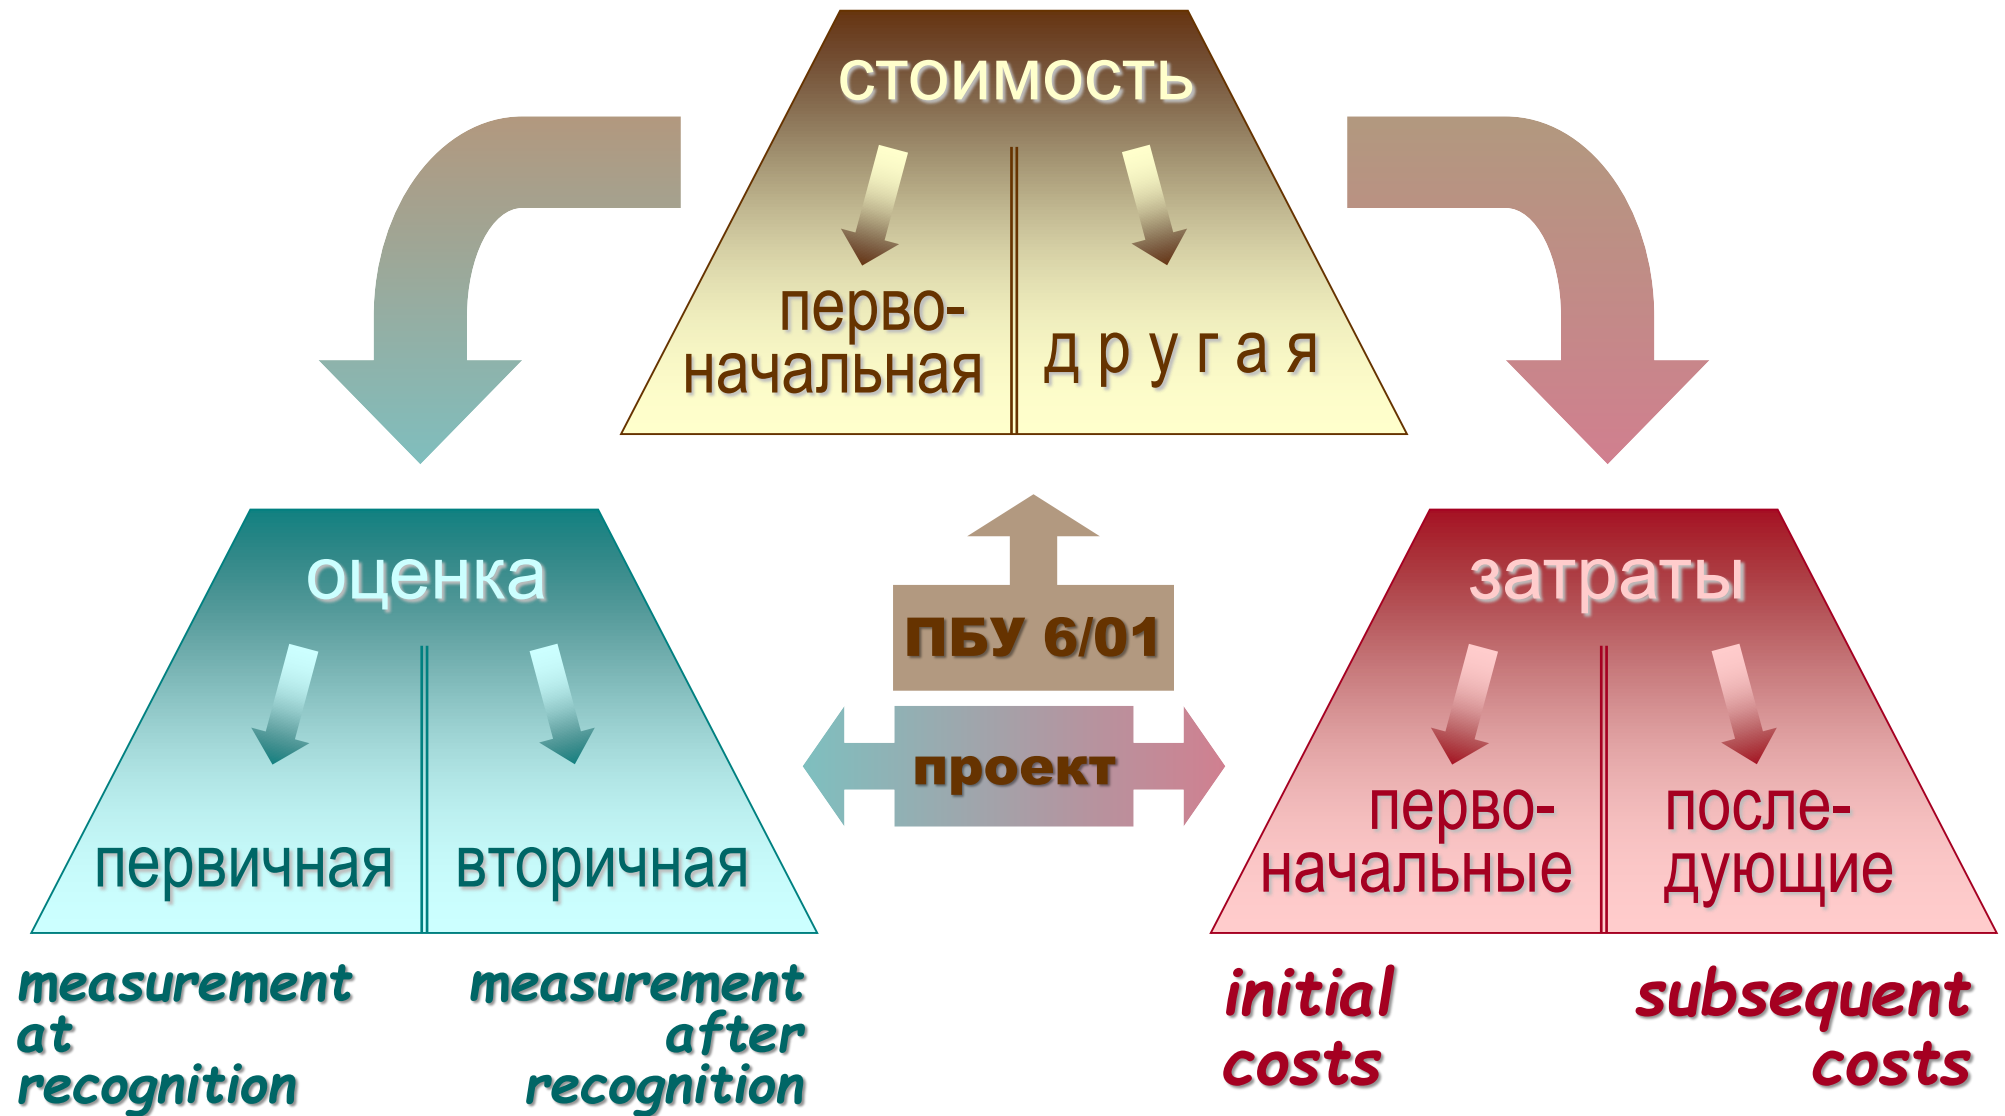 стоимость
перво-
начальная
другая
оценка
первичная
вторичная
ПБУ 6/01
проект
затраты
перво-
начальные
после-
дующие
measurement
at
recognition
measurement
after
recognition
initial
costs
subsequent
costs